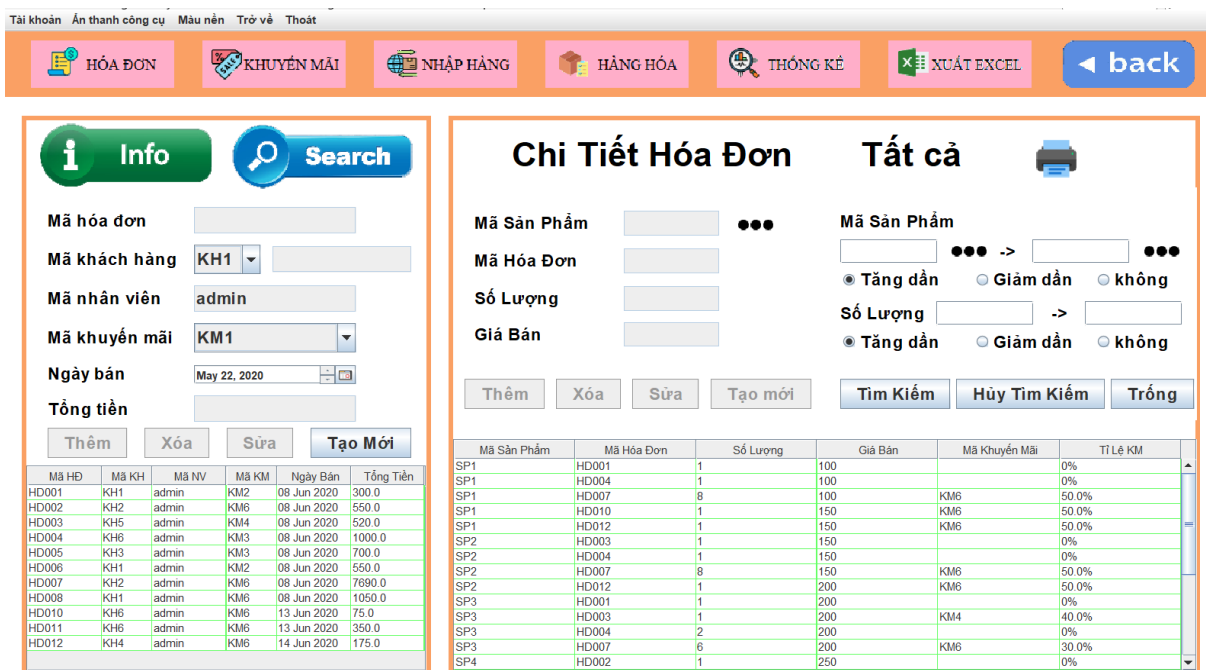 Tài khoản Ẩn thanh công cụ Màu nền Trở về Thoát
HÓA ĐƠN KHUYẾN MÃI NHẬP HÀNG HÀNG HÓA THỐNG KÊ XUẤT EXCEL back
Info Search
Mã hóa đơn
Mã khách hàng KH1
Mã nhân viên admin
Mã khuyến mãi KM1
Ngày bán May 22, 2020
Tổng tiền
Thêm Xóa Sửa Tạo Mới
Mã HĐ Mã KH Mã NV Mã KM Ngày Bán Tổng Tiền
HD001 KH1 admin KM2 08 Jun 2020 300.0
HD002 KH2 admin KM6 08 Jun 2020 550.0
HD003 KH5 admin KM4 08 Jun 2020 520.0
HD004 KH6 admin KM3 08 Jun 2020 1000.0
HD005 KH3 admin KM3 08 Jun 2020 700.0
HD006 KH1 admin KM2 08 Jun 2020 550.0
HD007 KH2 admin KM6 08 Jun 2020 7690.0
HD008 KH1 admin KM6 08 Jun 2020 1050.0
HD010 KH6 admin KM6 13 Jun 2020 75.0
HD011 KH6 admin KM6 13 Jun 2020 350.0
HD012 KH4 admin KM6 14 Jun 2020 175.0
Chi Tiết Hóa Đơn Tất cả
Mã Sản Phẩm
Mã Hóa Đơn
Số Lượng
Giá Bán
Thêm Xóa Sửa Tạo mới
Mã Sản Phẩm
->
Tăng dần Giảm dần không
Số Lượng ->
Tăng dần Giảm dần không
Tìm Kiếm Hủy Tìm Kiếm Trống
Mã Sản Phẩm Mã Hóa Đơn Số Lượng Giá Bán Mã Khuyến Mãi Tỉ Lệ KM
SP1 HD001 1 100 0%
SP1 HD004 1 100 0%
SP1 HD007 8 100 KM6 50.0%
SP1 HD010 1 150 KM6 50.0%
SP1 HD012 1 150 KM6 50.0%
SP2 HD003 1 150 0%
SP2 HD004 1 150 0%
SP2 HD007 8 150 KM6 50.0%
SP2 HD012 1 200 KM6 50.0%
SP3 HD001 1 200 0%
SP3 HD003 1 200 KM4 40.0%
SP3 HD004 2 200 0%
SP3 HD007 6 200 KM6 30.0%
SP4 HD002 1 250 0%